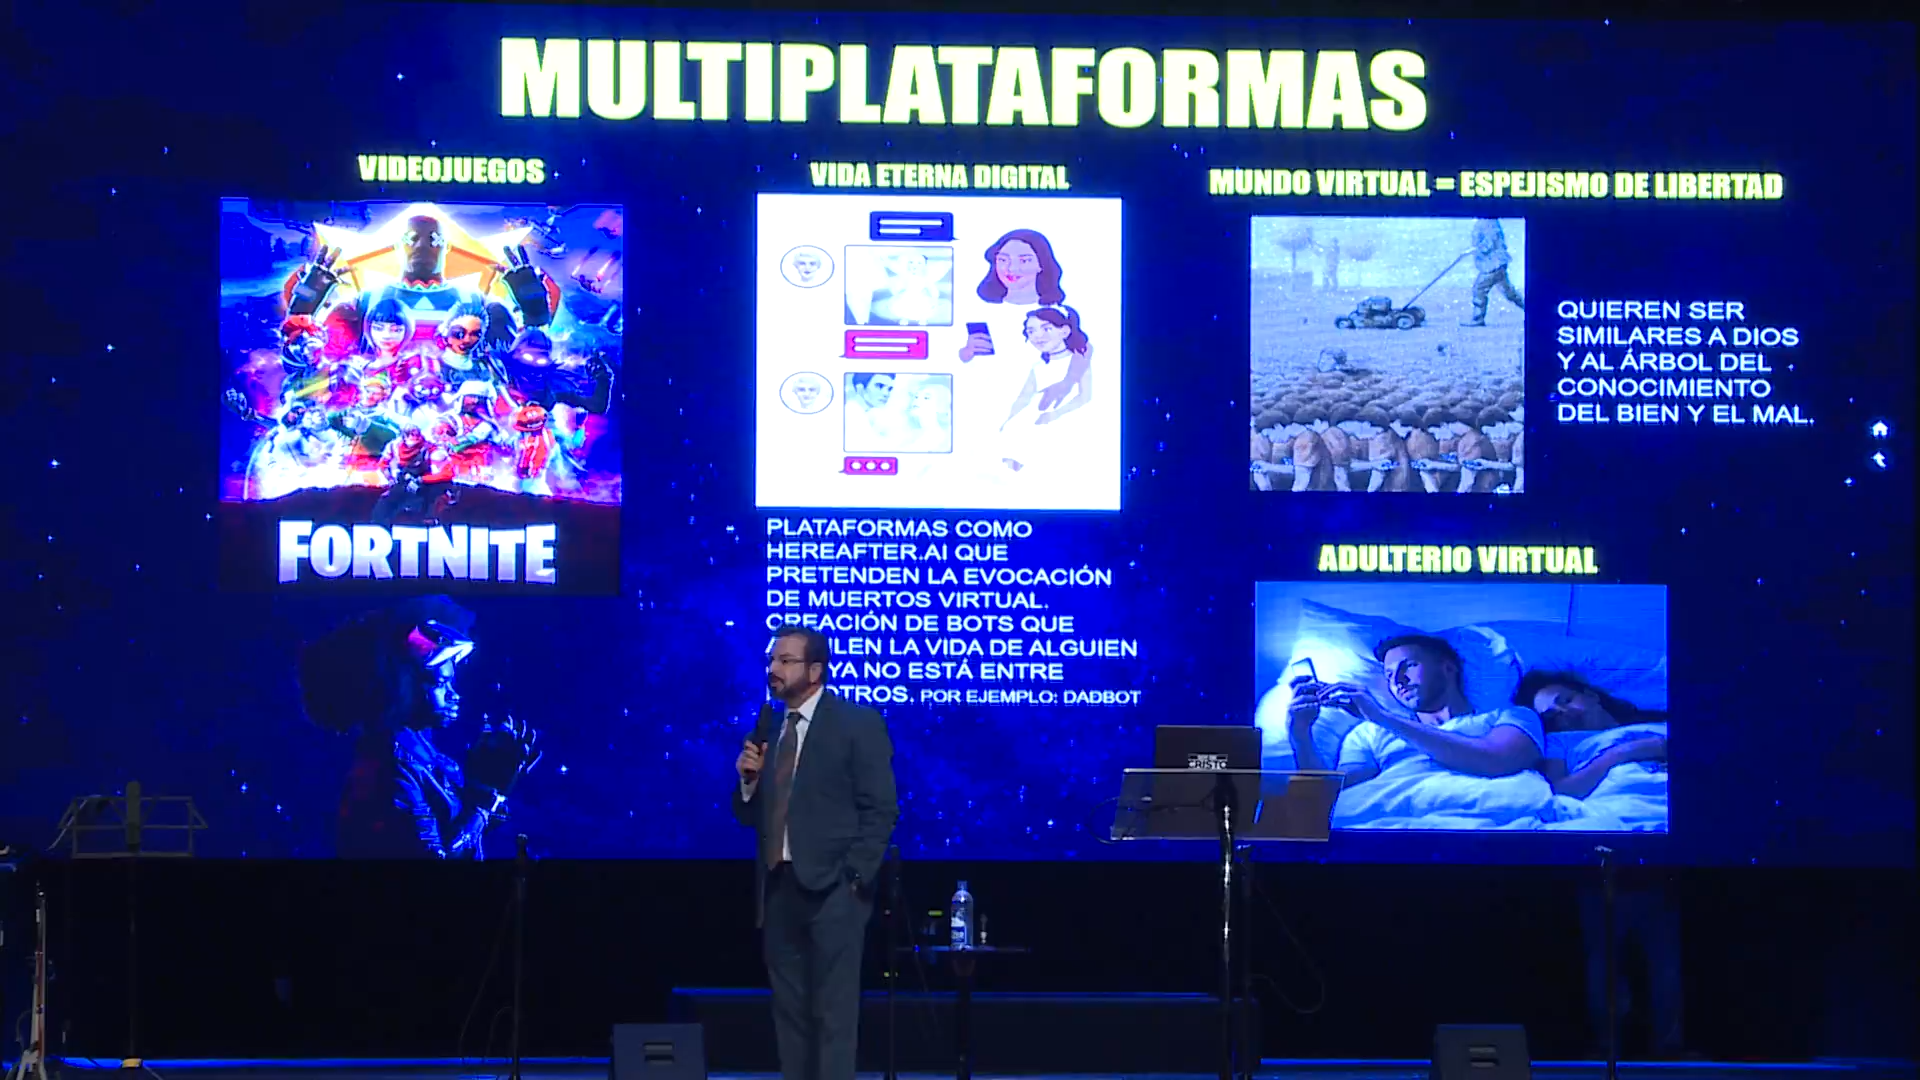 MULTIPLATAFORMAS
VIDEOJUEGOS
FORTNITE
VIDA ETERNA DIGITAL
PLATAFORMAS COMO
HEREAFTER.AI QUE
PRETENDEN LA EVOCACIÓN
DE MUERTOS VIRTUAL.
CREACIÓN DE BOTS QUE
LA VIDA DE ALGUIEN
YA NO ESTÁ ENTRE
POR EJEMPLO: DADBOT
MUNDO VIRTUAL = ESPEJISMO DE LIBERTAD
QUIEREN SER
SIMILARES A DIOS
Y AL ÁRBOL DEL
CONOCIMIENTO
DEL BIEN Y EL MAL.
ADULTERIO VIRTUAL
CRISTO